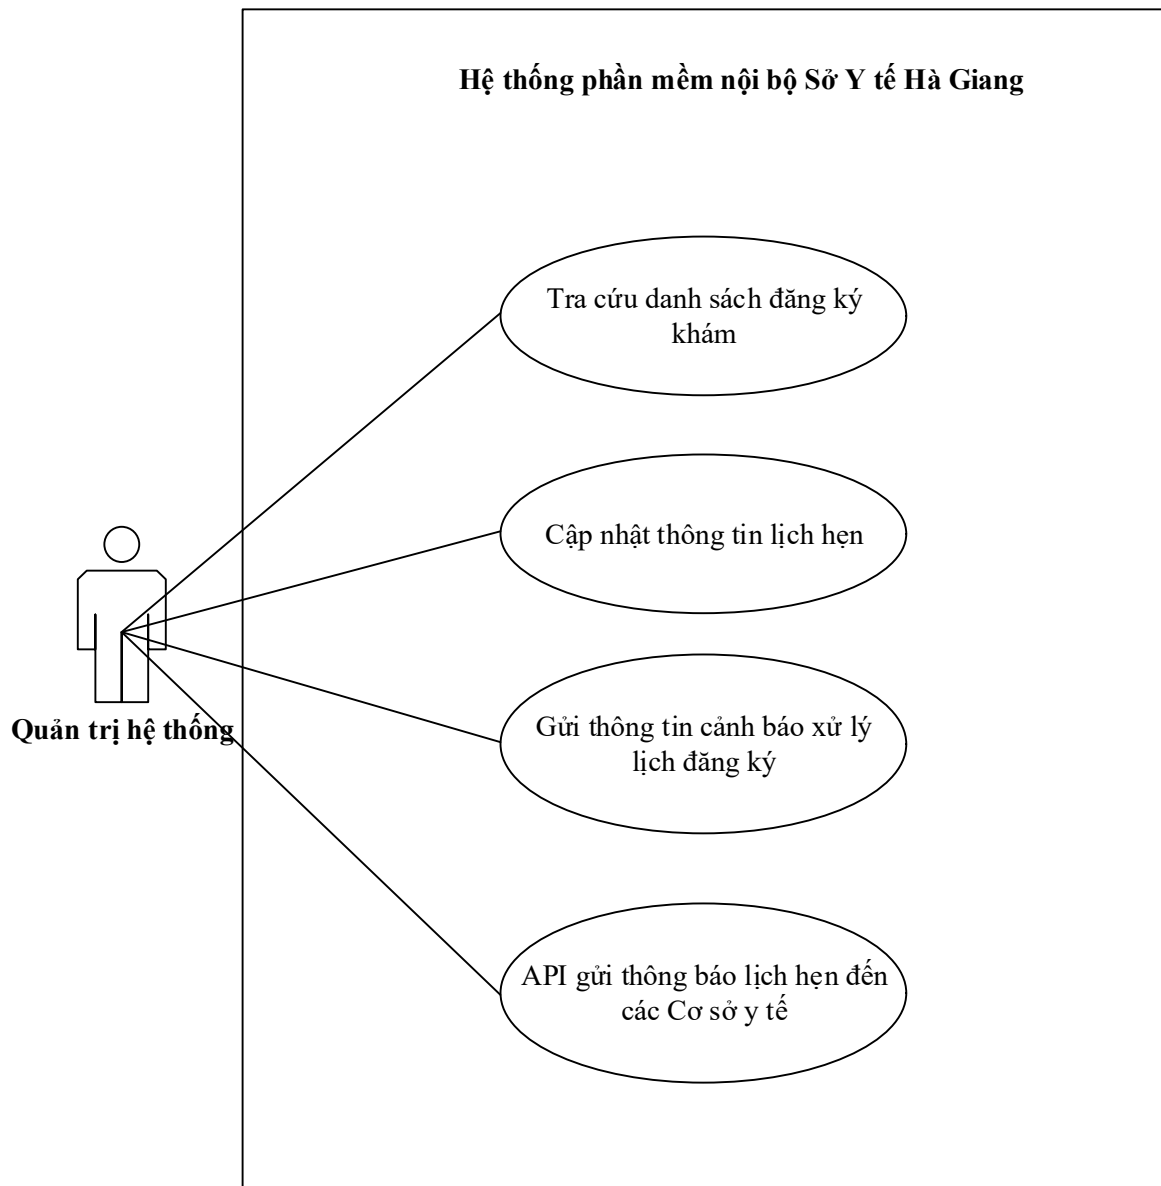 Hệ thống phần mềm nội bộ Sở Y tế Hà Giang
Tra cứu danh sách đăng ký
khám
Cập nhật thông tin lịch hẹn
Quản trị hệ thống
Gửi thông tin cảnh báo xử lý
lịch đăng ký
API gửi thông báo lịch hẹn đến
các Cơ sở y tế